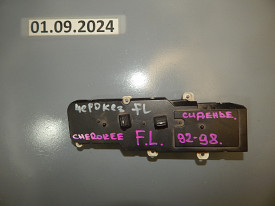 01.09.2024
ЧЕРОКЕЕ FL
СИДЕНЬЕ.
CHEROKEE F.L. 92-98.